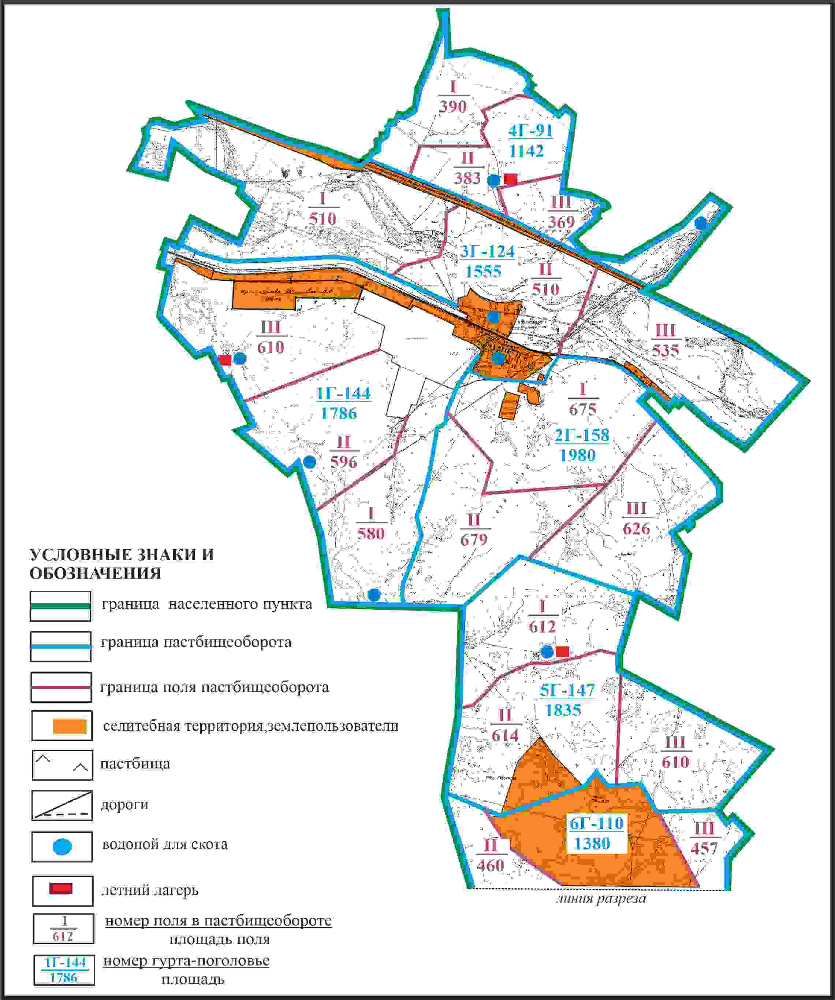 I
390
4Г-91
1142
II
383
I
510
III
369
3Г-124
1555
II
510
III
610
III
535
1Г-144
1786
I
675
2Г-158
1980
II
596
I
580
II
679
III
626
УСЛОВНЫЕ ЗНАКИ И
ОБОЗНАЧЕНИЯ
граница населенного пункта
граница пастбищеоборота
граница поля пастбищеоборота
селитебная территория,землепользователи
пастбища
дороги
водопой для скота
летний лагерь
I
612
номер поля в пастбищеобороте
площадь поля
1Г-144
1786
номер гурта-поголовье
площадь
I
612
5Г-147
1835
II
614
III
610
6Г-110
1380
II
460
III
457
линия разреза